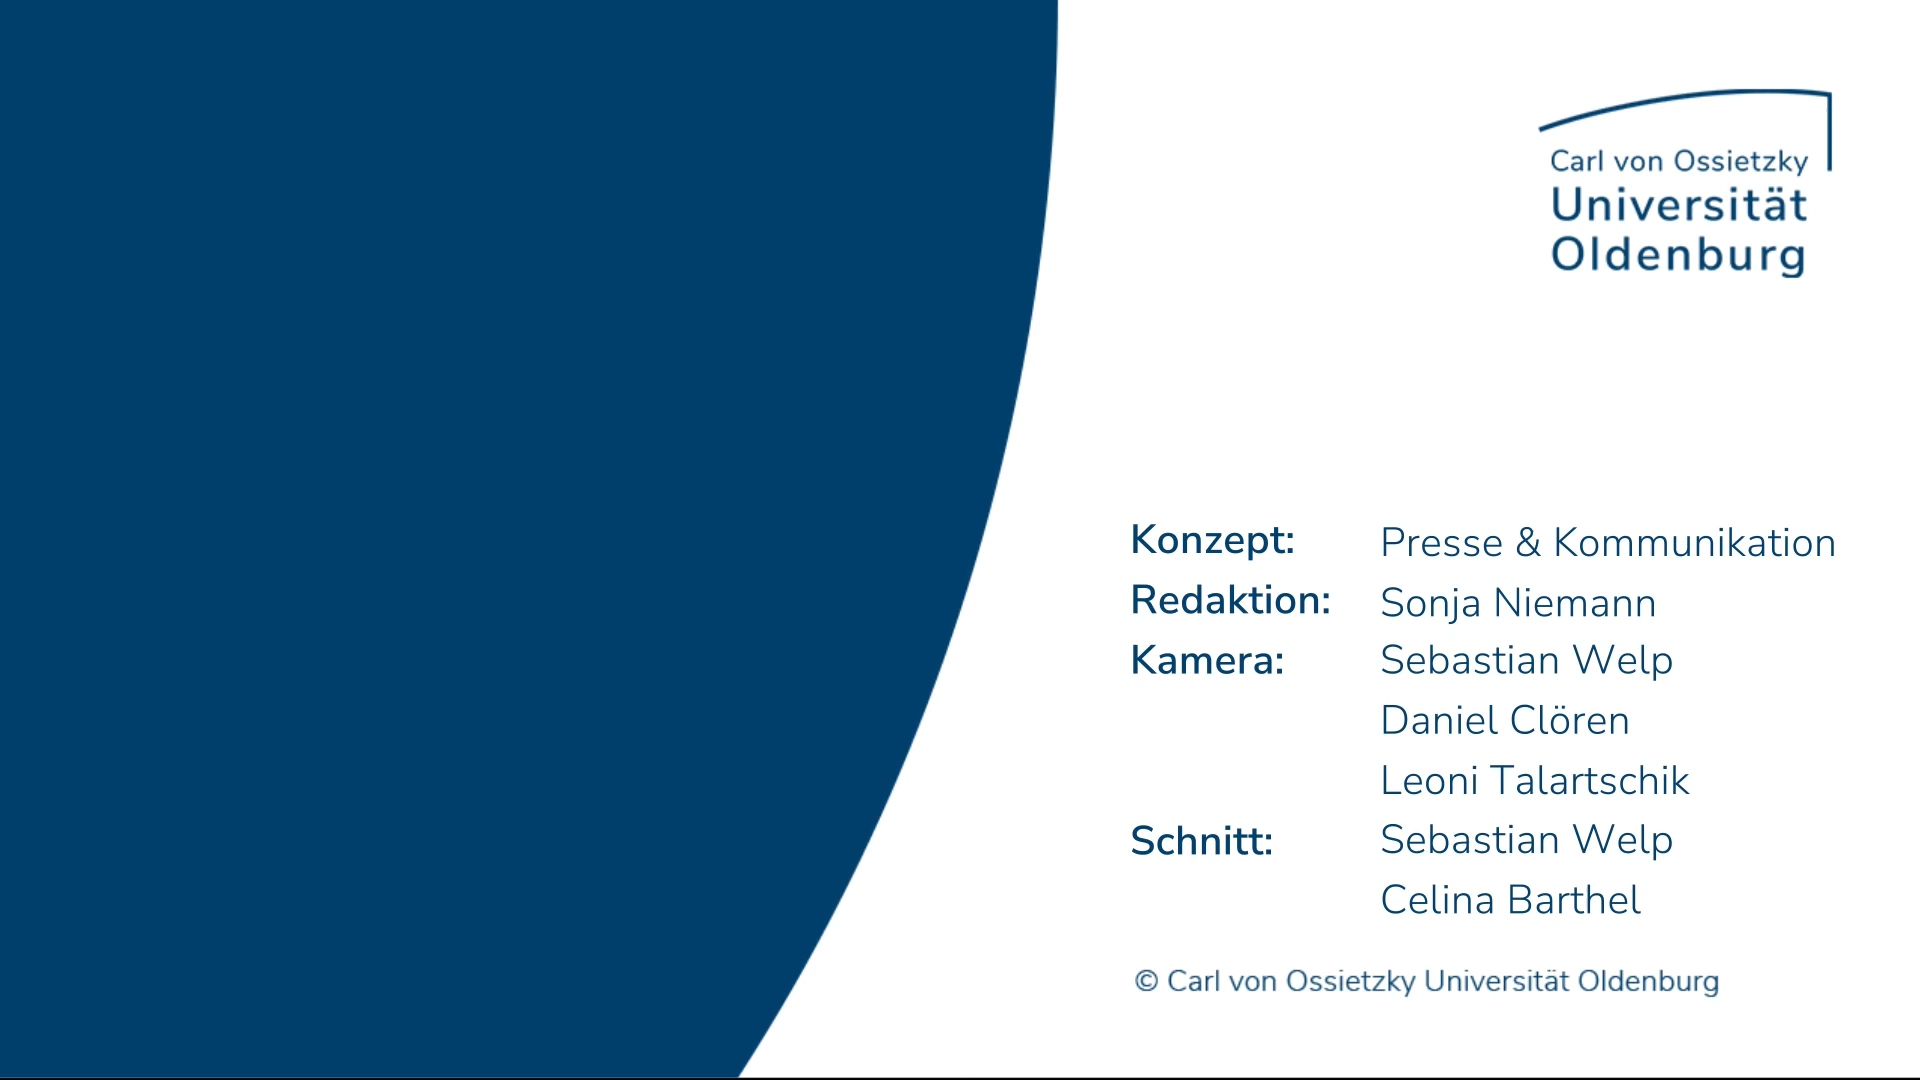 Carl von Ossietzky
Universität
Oldenburg
Konzept: Presse & Kommunikation
Redaktion: Sonja Niemann
Kamera: Sebastian Welp
Daniel Clören
Leoni Talartschik
Schnitt: Sebastian Welp
Celina Barthel
© Carl von Ossietzky Universität Oldenburg